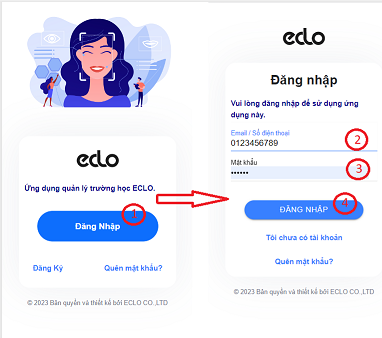 eclo
Ứng dụng quản lý trường học ECLO.
1
Đăng Nhập
Đăng Ký
Quên mật khẩu?
© 2023 Bản quyền và thiết kế bởi ECLO CO.,LTD
eclo
Đăng nhập
Vui lòng đăng nhập để sử dụng ứng
dụng này.
Email / Số điện thoại
0123456789
2
Mật khẩu
••••••
3
ĐĂNG NHẬP
4
Tôi chưa có tài khoản
Quên mật khẩu?
© 2023 Bản quyền và thiết kế bởi ECLO CO.,LTD